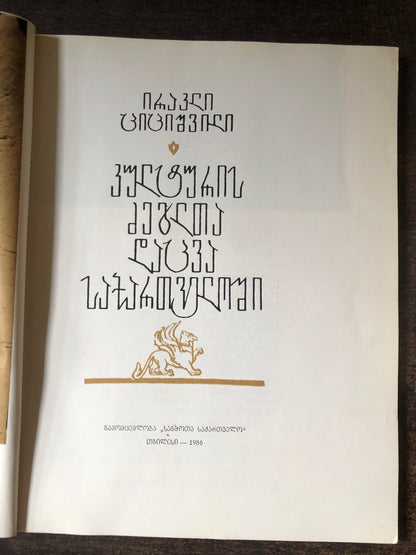 ირაკლი
ციციშვილი
კულტურის
ძეგლთა
დაცვა
საქართველოში
გამომცემლობა „საბჭოთა საქართველო“
თბილისი — 1986